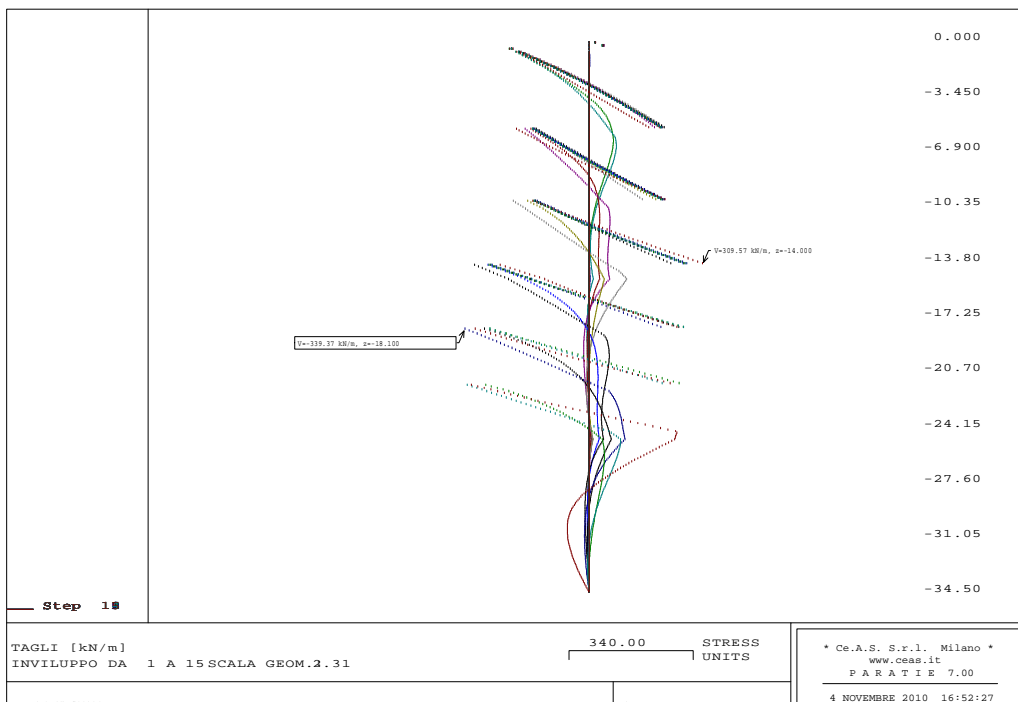 0.000
-3.450
-6.900
-10.35
V=309.57 kN/m, z=-14.000
-13.80
-17.25
V=-339.37 kN/m, z=-18.100
-20.70
-24.15
-27.60
-31.05
-34.50
Step
TAGLI [kN/m]
INVILUPPO DA 1 A 15 SCALA GEOM.
340.00
STRESS
UNITS
* Ce.A.S. S.r.l. Milano *
www.ceas.it
P A R A T I E 7.00
4 NOVEMBRE 2010 16:52:27